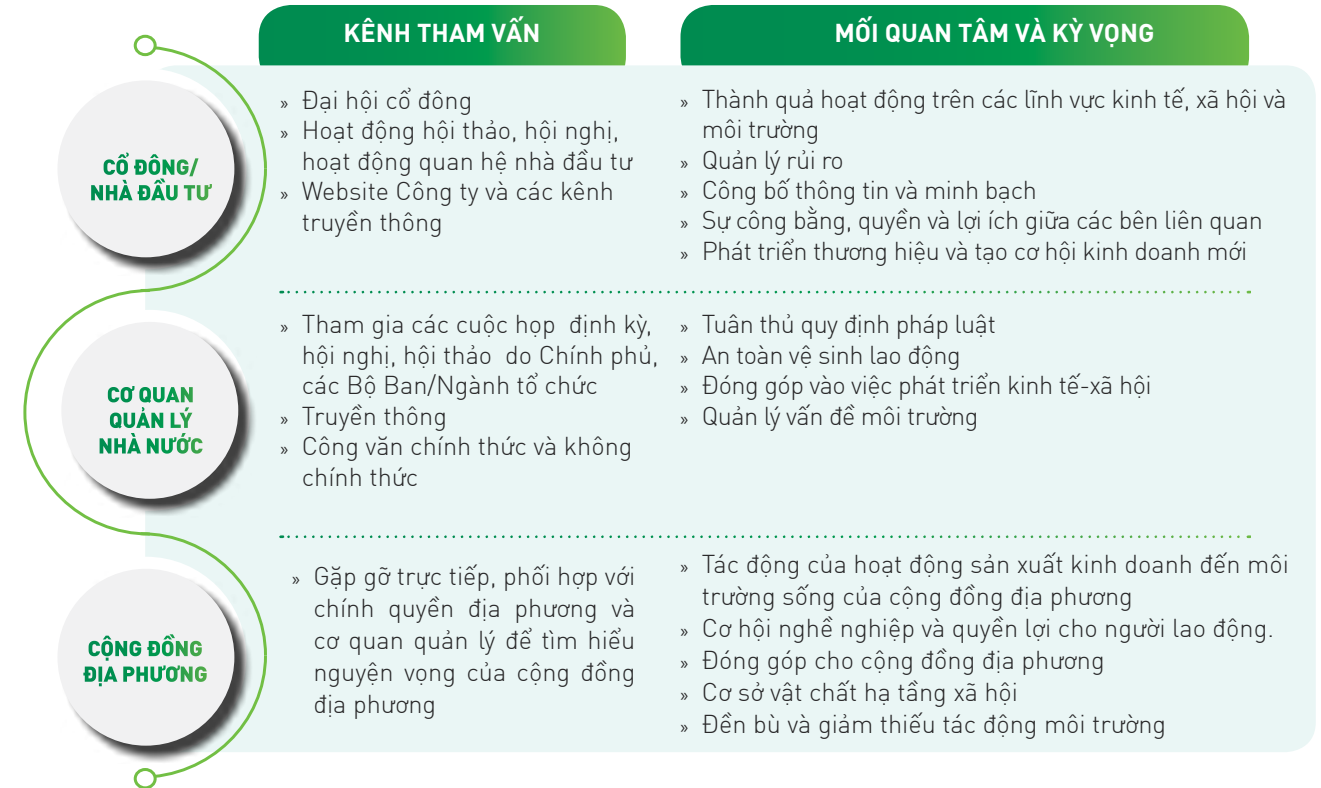 KÊNH THAM VẤN
MỐI QUAN TÂM VÀ KỲ VỌNG
CỔ ĐÔNG/
NHÀ ĐẦU TƯ
» Đại hội cổ đông
» Hoạt động hội thảo, hội nghị,
hoạt động quan hệ nhà đầu tư
» Website Công ty và các kênh
truyền thông
» Thành quả hoạt động trên các lĩnh vực kinh tế, xã hội và
môi trường
» Quản lý rủi ro
» Công bố thông tin và minh bạch
» Sự công bằng, quyền và lợi ích giữa các bên liên quan
» Phát triển thương hiệu và tạo cơ hội kinh doanh mới
CƠ QUAN
QUẢN LÝ
NHÀ NƯỚC
» Tham gia các cuộc họp định kỳ,
hội nghị, hội thảo do Chính phủ,
các Bộ Ban/Ngành tổ chức
» Truyền thông
» Công văn chính thức và không
chính thức
» Tuân thủ quy định pháp luật
» An toàn vệ sinh lao động
» Đóng góp vào việc phát triển kinh tế-xã hội
» Quản lý vấn đề môi trường
CỘNG ĐỒNG
ĐỊA PHƯƠNG
» Gặp gỡ trực tiếp, phối hợp với
chính quyền địa phương và
cơ quan quản lý để tìm hiểu
nguyện vọng của cộng đồng
địa phương
» Tác động của hoạt động sản xuất kinh doanh đến môi
trường sống của cộng đồng địa phương
» Cơ hội nghề nghiệp và quyền lợi cho người lao động.
» Đóng góp cho cộng đồng địa phương
» Cơ sở vật chất hạ tầng xã hội
» Đền bù và giảm thiểu tác động môi trường